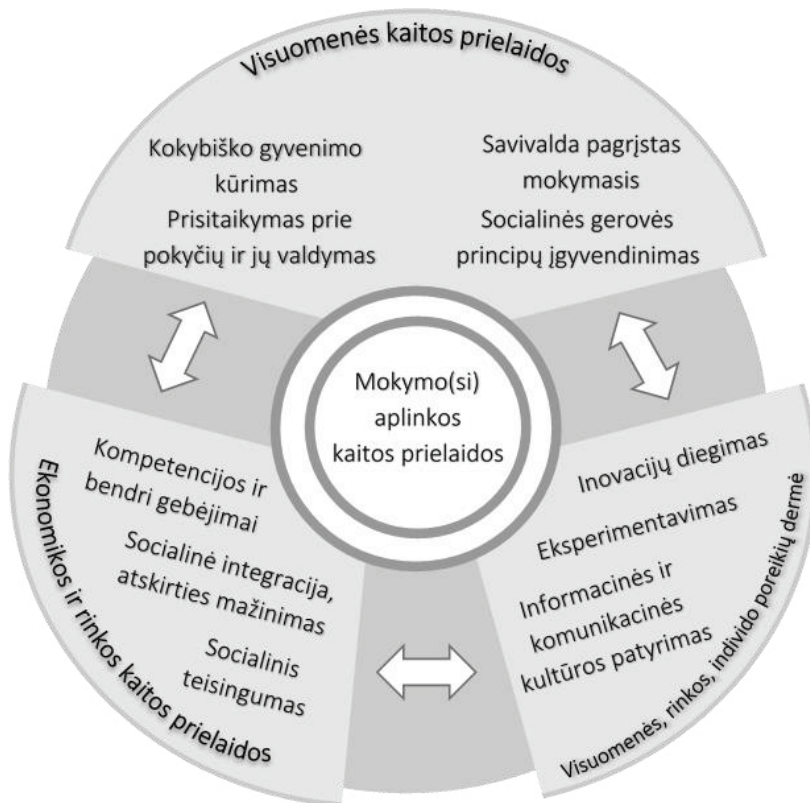 Visuomenės kaitos prielaidos
Kokybiško gyvenimo
kūrimas
Prisitaikymas prie
pokyčių ir jų valdymas
Savivalda pagrįstas
mokymasis
Socialinės gerovės
principų įgyvendinimas
Mokymo(si)
aplinkos
kaitos prielaidos
Ekonomikos ir rinkos kaitos prielaidos
Kompetencijos ir
bendri gebėjimai
Socialinė integracija,
atskirties mažinimas
Socialinis
teisingumas
Inovacijų diegimas
Eksperimentavimas
Informacinės ir
komunikacinės
kultūros patyrimas
Visuomenės, rinkos, individo poreikių dermė